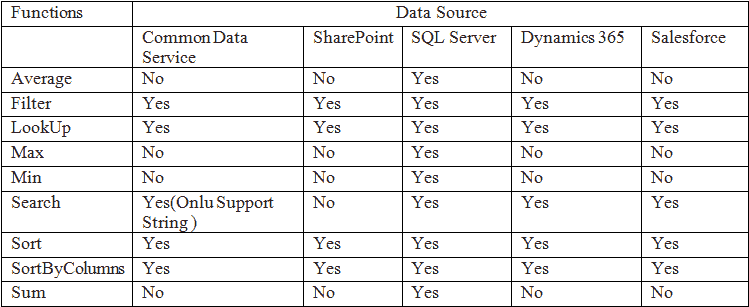 Functions Data Source
Common Data Service SharePoint SQL Server Dynamics 365 Salesforce
Average No No Yes No No
Filter Yes Yes Yes Yes Yes
LookUp Yes Yes Yes Yes Yes
Max No No Yes No No
Min No No Yes No No
Search Yes(Onlu Support String ) No Yes Yes Yes
Sort Yes Yes Yes Yes Yes
SortByColumns Yes Yes Yes Yes Yes
Sum No No Yes No No